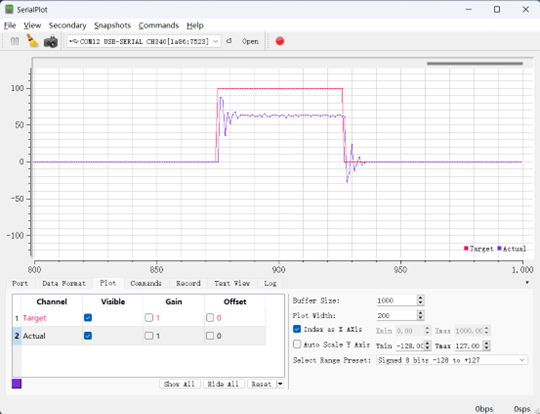 SerialPlot
File View Secondary Snapshots Commands Help
COM12 USB-SERIAL CH340[1a86:7523] Open
100
50
0
-50
-100
Target Actual
800 850 900 950 1,000
Port Data Format Plot Commands Record Text View Log
Channel Visible Gain Offset
1 Target 1 0
2 Actual 1 0
Show All Hide All Reset
Buffer Size: 1000
Plot Width: 200
Index as X AXis Xmin 0.00 Xmax 1000.00
Auto Scale Y Axis Ymin -128.00 Ymax 127.00
Select Range Preset: Signed 8 bits -128 to +127
0bps 0sps